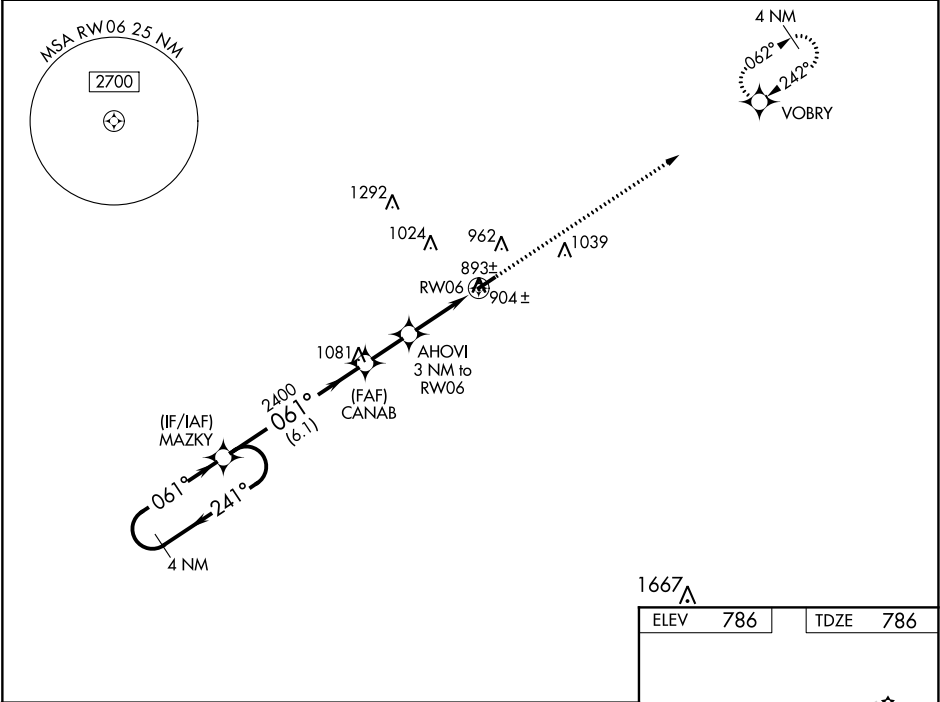 MSA RW06 25 NM
2700
4 NM
062°
242°
VOBRY
1292
1024
962
1039
893±
RW06
904±
1081
AHOVI
3 NM to
RW06
(FAF)
CANAB
2400
061°
(6.1)
(IF/IAF)
MAZKY
061°
241°
4 NM
1667
ELEV 786
TDZE 786